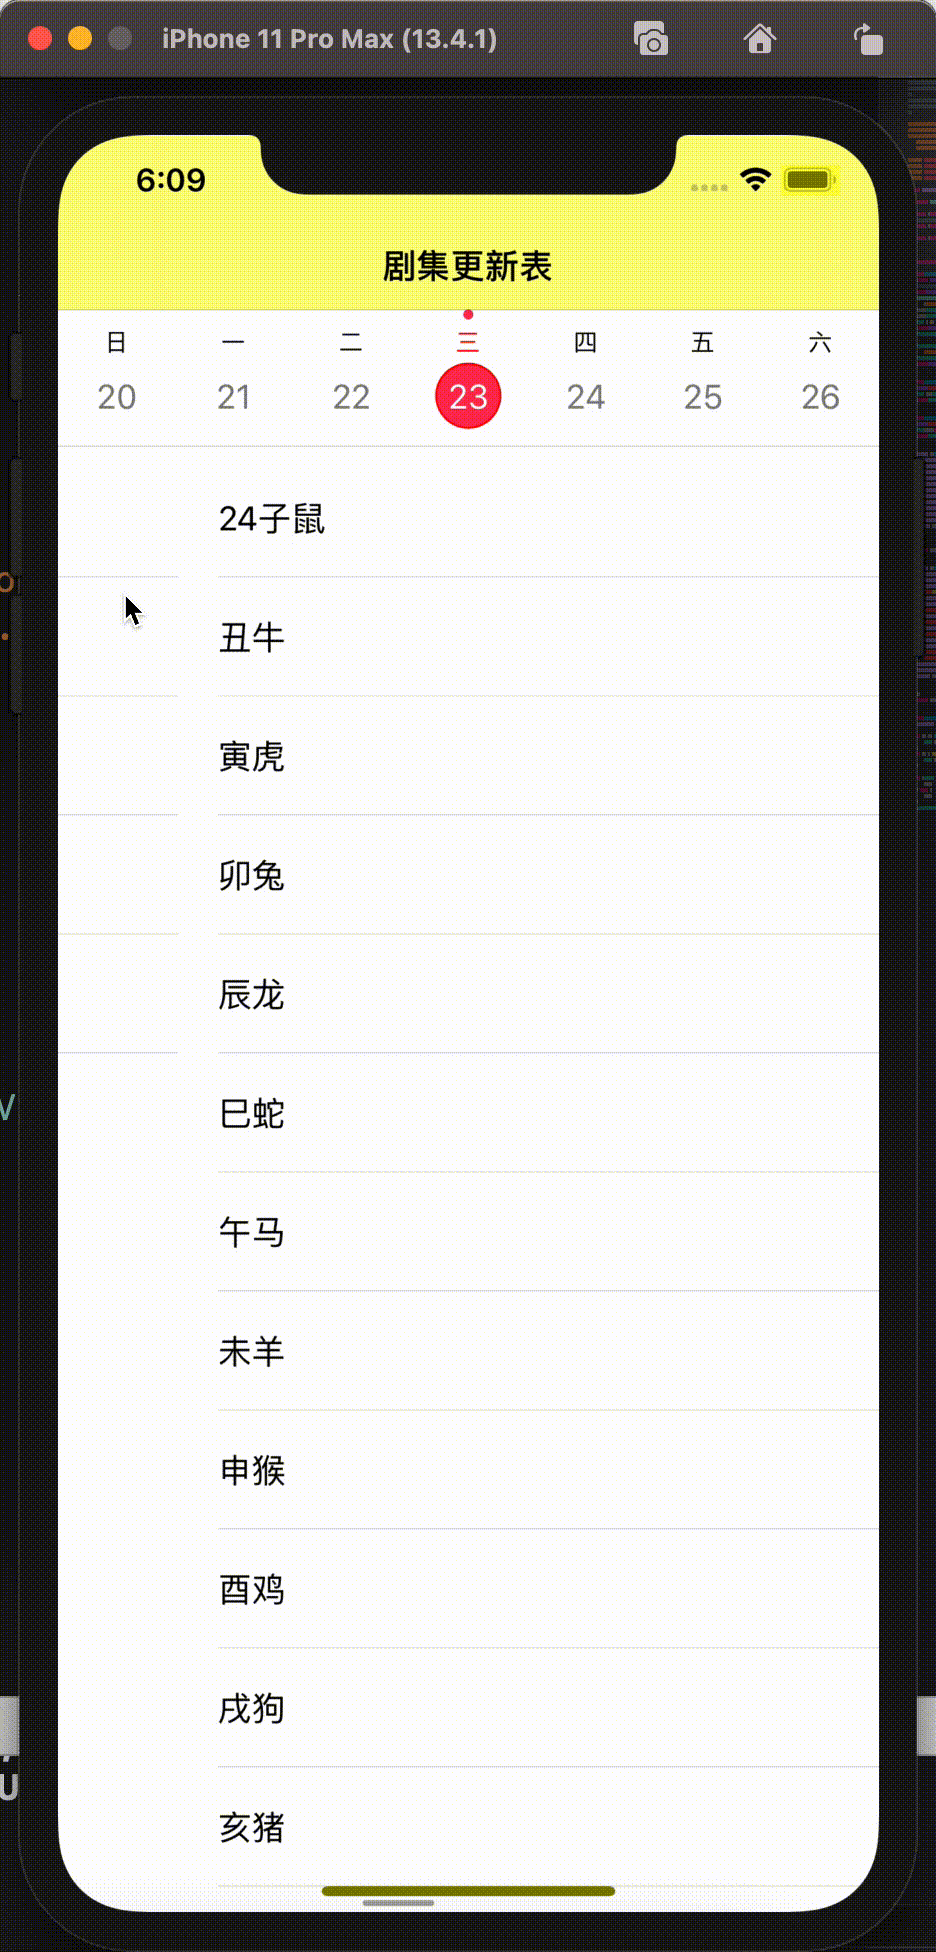 iPhone 11 Pro Max (13.4.1)
6:09
剧集更新表
日 一 二 三 四 五 六
20 21 22 23 24 25 26
24子鼠
丑牛
寅虎
卯兔
辰龙
巳蛇
午马
未羊
申猴
酉鸡
戌狗
亥猪